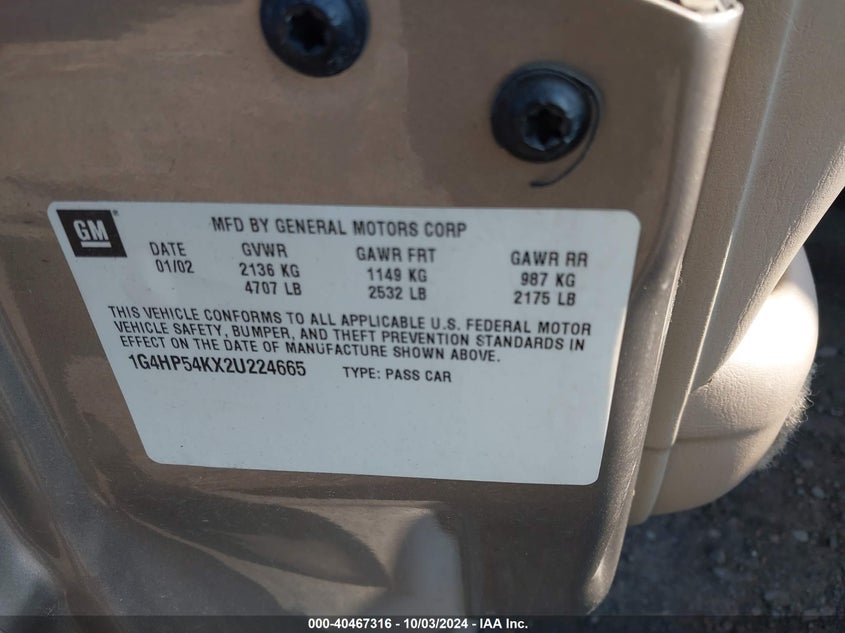 GM
MFD BY GENERAL MOTORS CORP
DATE GVWR GAWR FRT GAWR RR
01/02 2136 KG 1149 KG 987 KG
4707 LB 2532 LB 2175 LB
THIS VEHICLE CONFORMS TO ALL APPLICABLE U.S. FEDERAL MOTOR
VEHICLE SAFETY, BUMPER, AND THEFT PREVENTION STANDARDS IN
EFFECT ON THE DATE OF MANUFACTURE SHOWN ABOVE.
1G4HP54KX2U224665 TYPE: PASS CAR
000-40467316 - 10/03/2024 - IAA Inc.